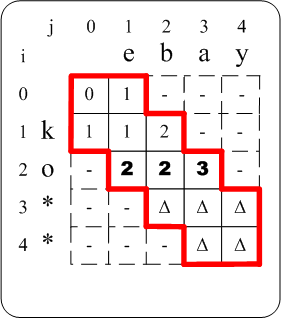 j 0 1 2 3 4
i e b a y
0 0 1 - - -
1 k 1 1 2 - -
2 o - 2 2 3 -
3 * - - Δ Δ Δ
4 * - - - Δ Δ